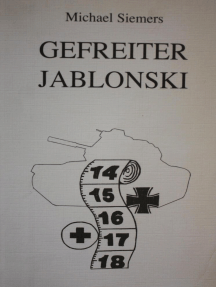 Michael Siemers
GEFREITER
JABLONSKI
14
15
16
17
18